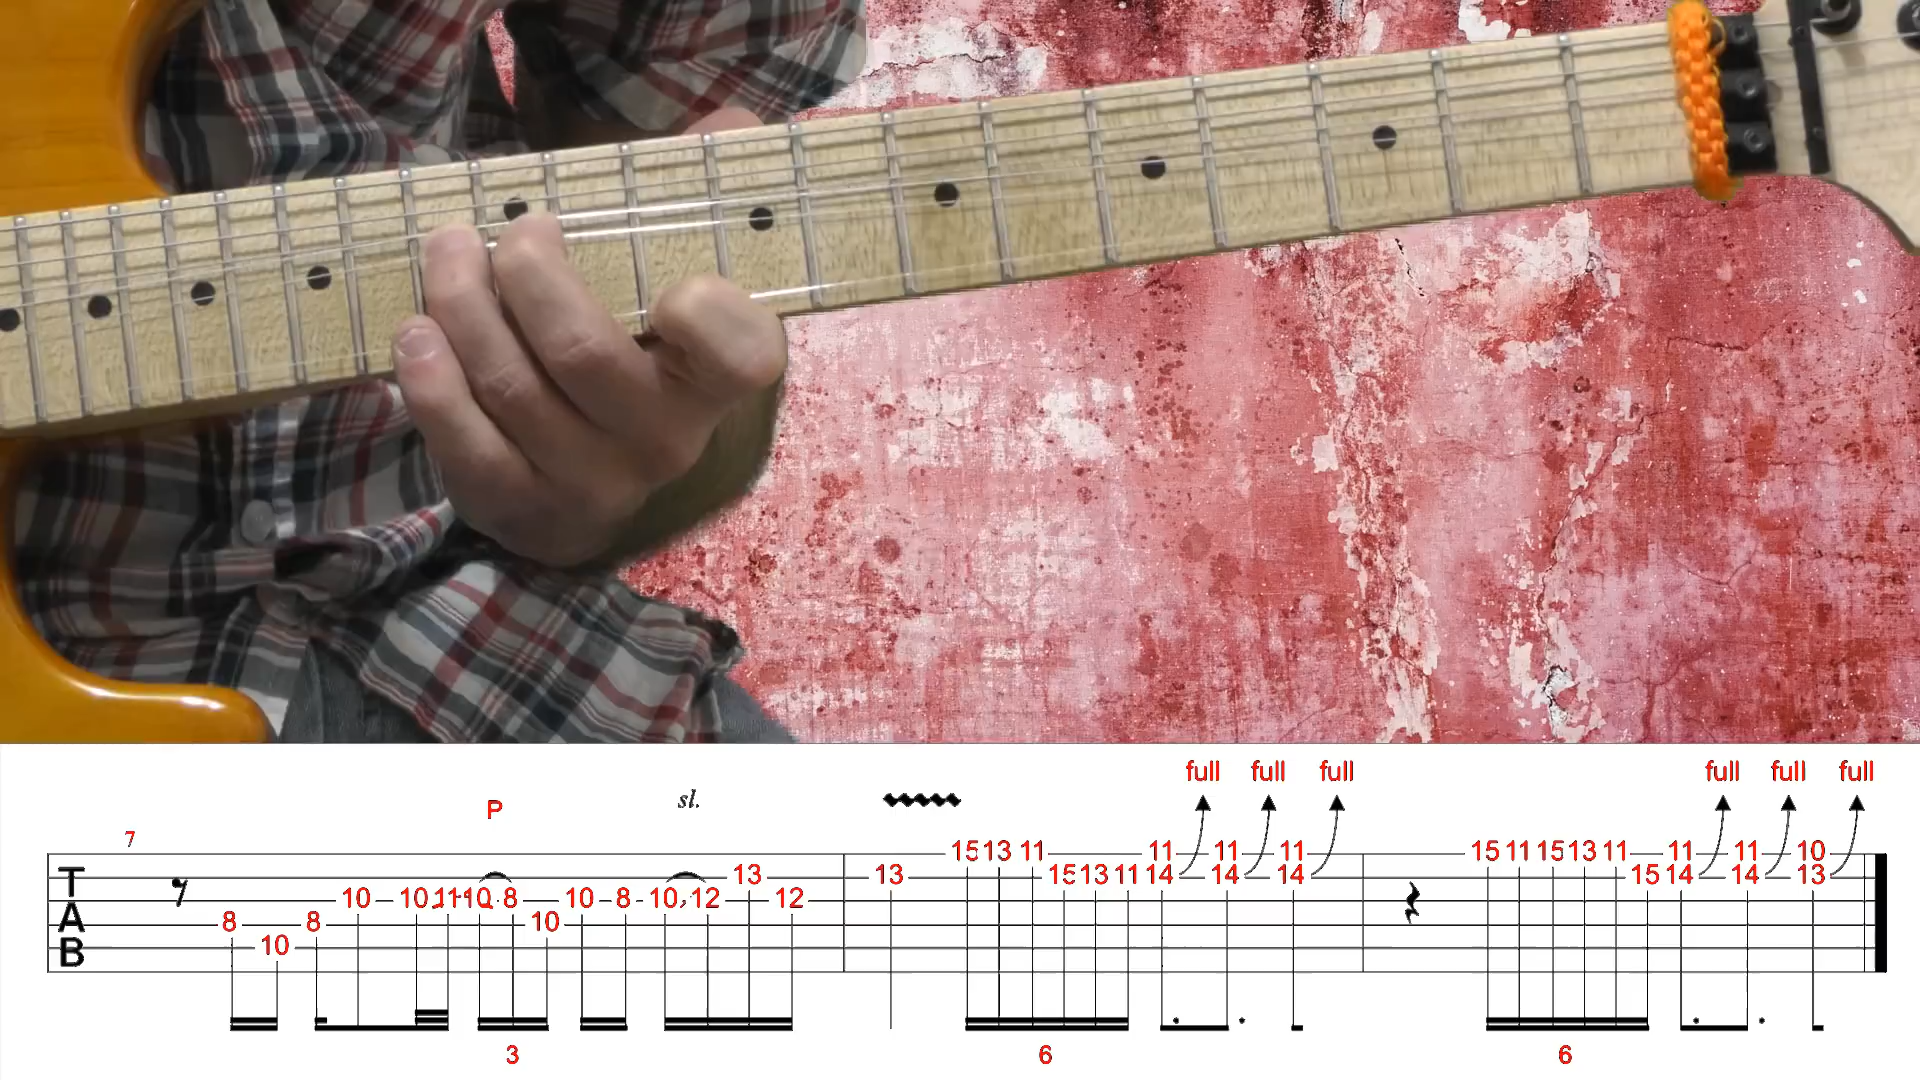 full full full full full full
P sl.
7
15 13 11 11 11 11 15 11 15 13 11 11 11 10
T 13 13 15 13 11 14 14 14 15 14 14 13
10 10 11 10 8 10 8 10 12 12
A 8 8 10
B 10
3 6 6